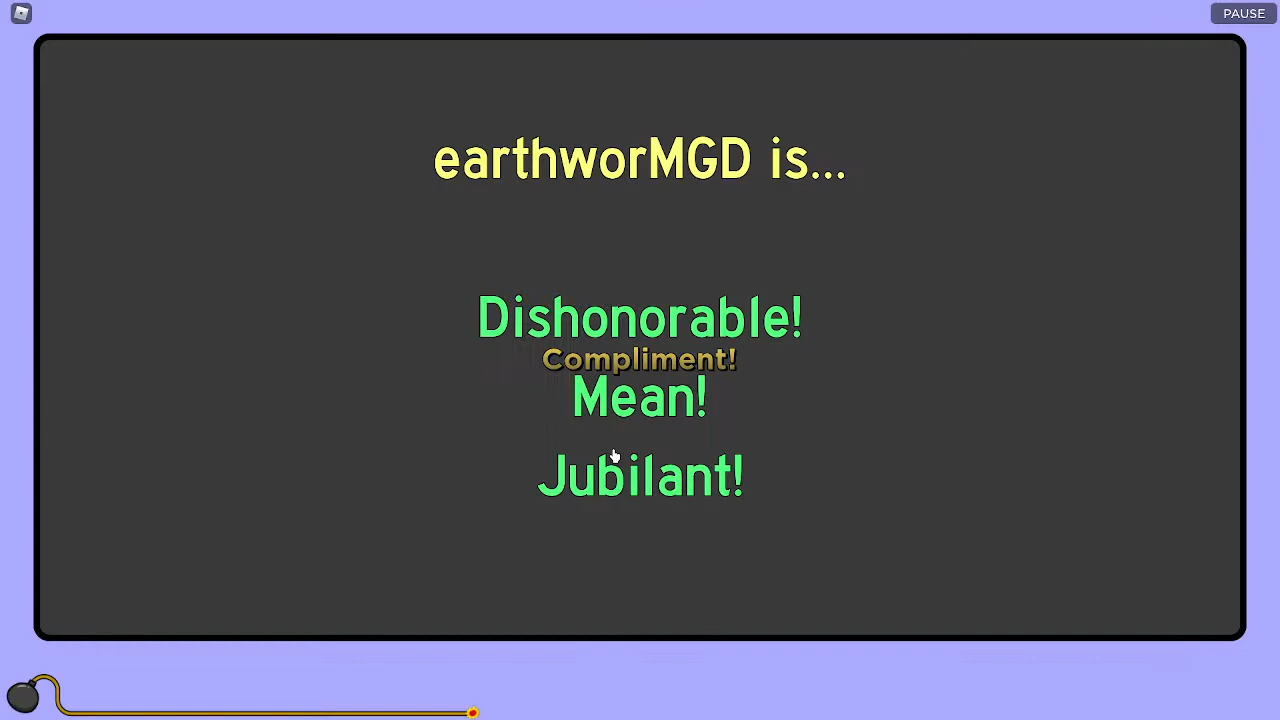 PAUSE
earthworMGD is...
Dishonorable!
Compliment!
Mean!
Jubilant!